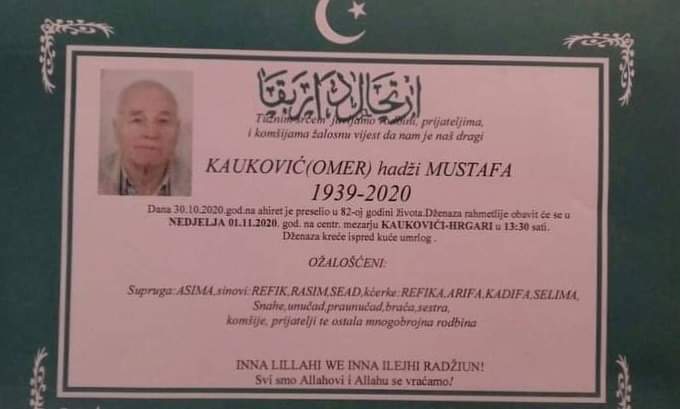 ارتحال دار بقا
Tužnim srcem javljamo rodbini, prijateljima,
i komšijama žalosnu vijest da nam je naš dragi
KAUKOVIĆ(OMER) hadži MUSTAFA
1939-2020
Dana 30.10.2020.god.na ahiret je preselio u 82-oj godini života.Dženaza rahmetlije obavit će se u
NEDJELJA 01.11.2020. god. na centr. mezarju KAUKOVIĆI-HRGARI u 13:30 sati.
Dženaza kreće ispred kuće umrlog .
OŽALOŠĆENI:
Supruga:ASIMA,sinovi:REFIK,RASIM,SEAD,kćerke:REFIKA,ARIFA,KADIFA,SELIMA,
Snahe,unučad,praunučad,braća,sestra,
komšije, prijatelji te ostala mnogobrojna rodbina
INNA LILLAHI WE INNA ILEJHI RADŽIUN!
Svi smo Allahovi i Allahu se vraćamo!